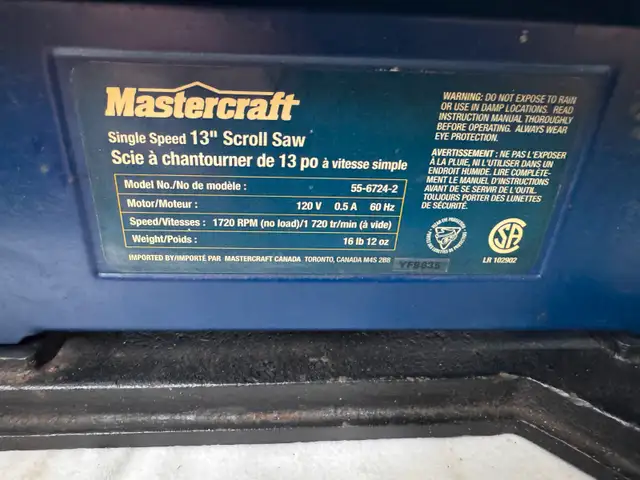 Mastercraft
Single Speed 13" Scroll Saw
Scie à chantourner de 13 po à vitesse simple
Model No./No de modèle : 55-6724-2
Motor/Moteur : 120 V 0.5 A 60 Hz
Speed/Vitesses : 1720 RPM (no load)/1 720 tr/min (à vide)
Weight/Poids : 16 lb 12 oz
IMPORTED BY/IMPORTÉ PAR MASTERCRAFT CANADA TORONTO, CANADA M4S 2B8
WARNING: DO NOT EXPOSE TO RAIN
OR USE IN DAMP LOCATIONS. READ
INSTRUCTION MANUAL THOROUGHLY
BEFORE OPERATING. ALWAYS WEAR
EYE PROTECTION.
AVERTISSEMENT : NE PAS L'EXPOSER
À LA PLUIE, NI L'UTILISER DANS UN
ENDROIT HUMIDE. LIRE COMPLÈTE-
MENT LE MANUEL D'INSTRUCTIONS
AVANT DE SE SERVIR DE L'OUTIL.
TOUJOURS PORTER DES LUNETTES
DE SÉCURITÉ.
WEAR EYE PROTECTION
LR 102902